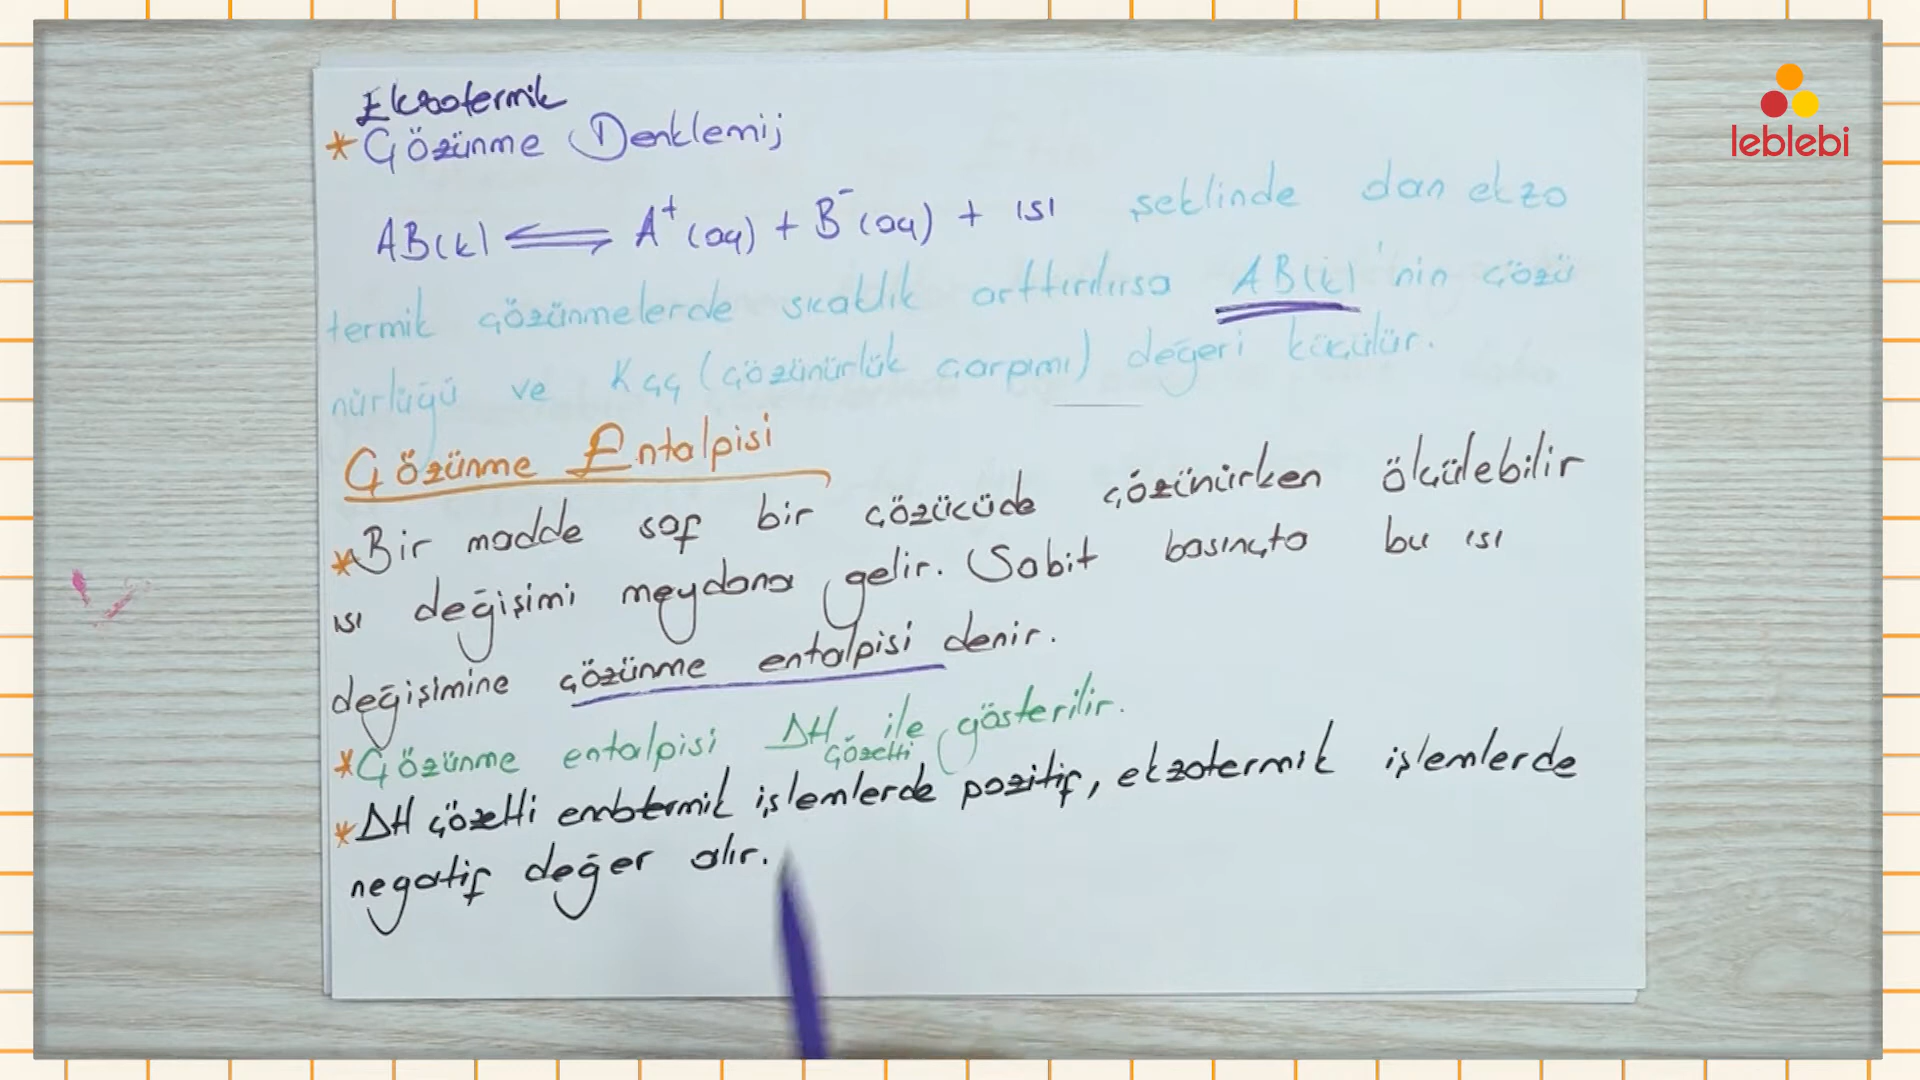 Ekzotermik
* Çözünme Denklemi;
AB(k) ⇌ A⁺(aq) + B⁻(aq) + ısı şeklinde olan ekzo
termik çözünmelerde sıcaklık arttırılırsa AB(k)'nin çözü
nürlüğü ve Kçç (çözünürlük çarpımı) değeri küçülür.
Çözünme Entalpisi
* Bir madde saf bir çözücüde çözünürken ölçülebilir
ısı değişimi meydana gelir. Sabit basınçta bu ısı
değişimine çözünme entalpisi denir.
* Çözünme entalpisi ΔH çözelti ile gösterilir.
* ΔH çözelti endotermik işlemlerde pozitif, ekzotermik işlemlerde
negatif değer alır.
leblebi